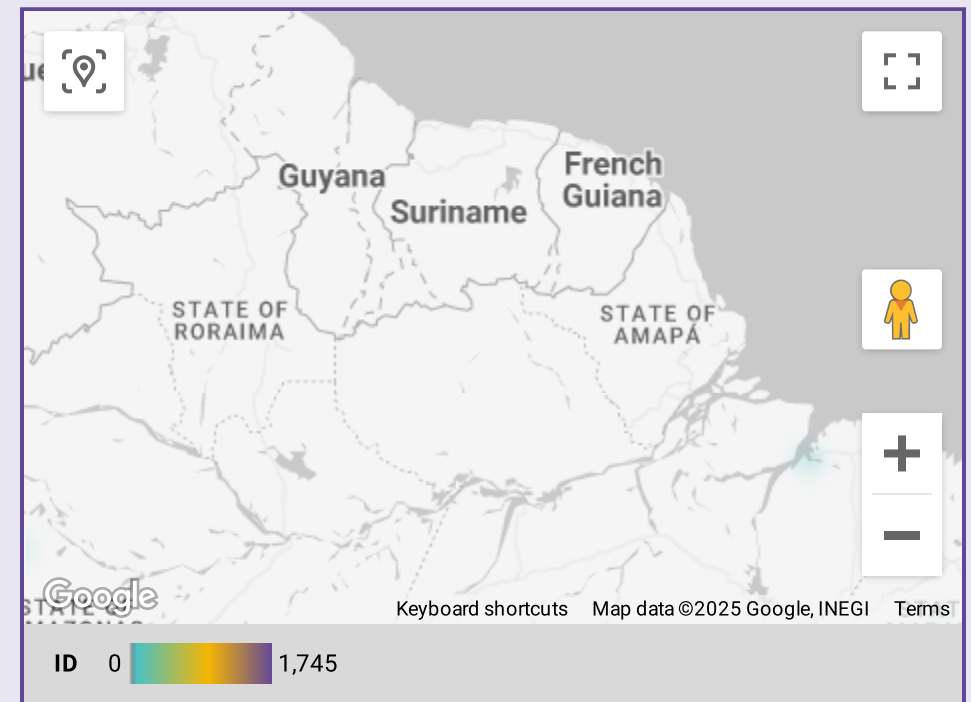 Guyana
French
Guiana
Suriname
STATE OF
RORAIMA
STATE OF
AMAPÁ
Google
Keyboard shortcuts Map data ©2025 Google, INEGI Terms
ID 0 1,745